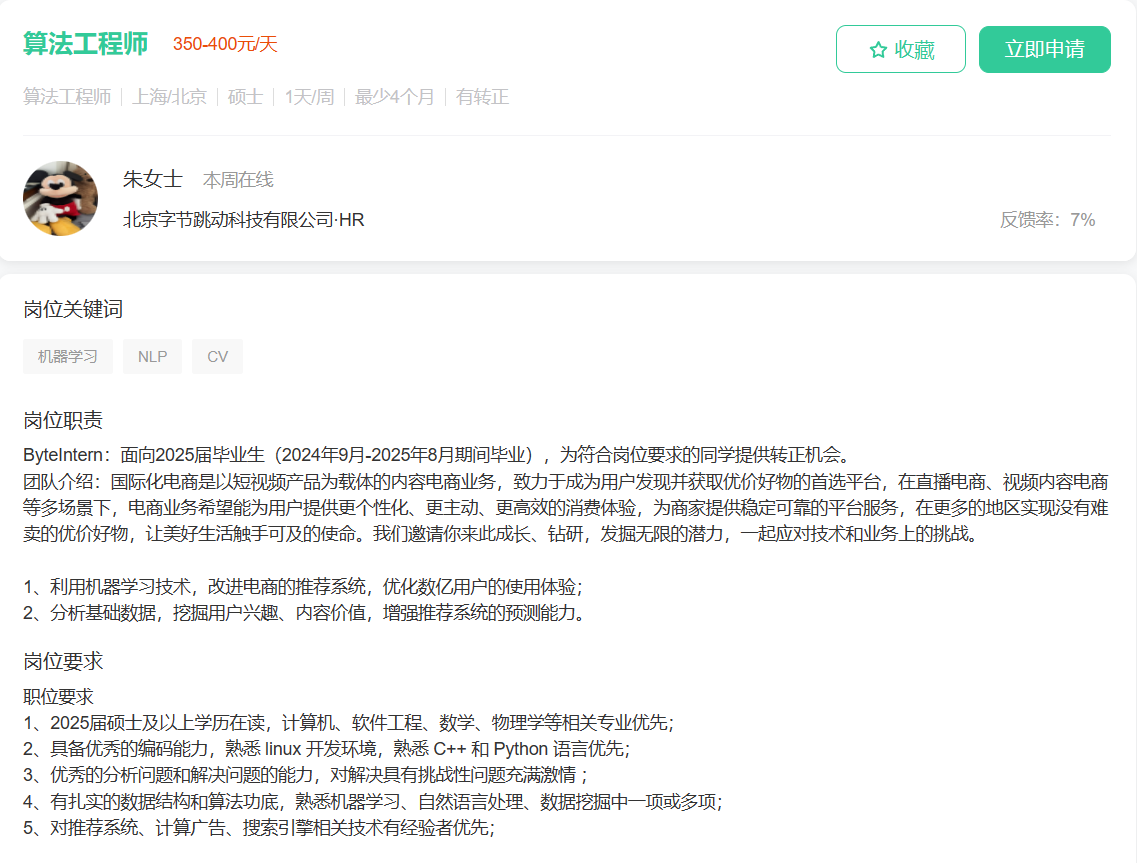 算法工程师 350-400元/天
收藏 立即申请
算法工程师 上海/北京 硕士 1天/周 最少4个月 有转正
朱女士 本周在线
北京字节跳动科技有限公司·HR 反馈率：7%
岗位关键词
机器学习 NLP CV
岗位职责
ByteIntern：面向2025届毕业生（2024年9月-2025年8月期间毕业），为符合岗位要求的同学提供转正机会。
团队介绍：国际化电商是以短视频产品为载体的内容电商业务，致力于成为用户发现并获取优价好物的首选平台，在直播电商、视频内容电商
等多场景下，电商业务希望能为用户提供更个性化、更主动、更高效的消费体验，为商家提供稳定可靠的平台服务，在更多的地区实现没有难
卖的优价好物，让美好生活触手可及的使命。我们邀请你来此成长、钻研，发掘无限的潜力，一起应对技术和业务上的挑战。
1、利用机器学习技术，改进电商的推荐系统，优化数亿用户的使用体验；
2、分析基础数据，挖掘用户兴趣、内容价值，增强推荐系统的预测能力。
岗位要求
职位要求
1、2025届硕士及以上学历在读，计算机、软件工程、数学、物理学等相关专业优先；
2、具备优秀的编码能力，熟悉 linux 开发环境，熟悉 C++ 和 Python 语言优先；
3、优秀的分析问题和解决问题的能力，对解决具有挑战性问题充满激情 ；
4、有扎实的数据结构和算法功底，熟悉机器学习、自然语言处理、数据挖掘中一项或多项；
5、对推荐系统、计算广告、搜索引擎相关技术有经验者优先；